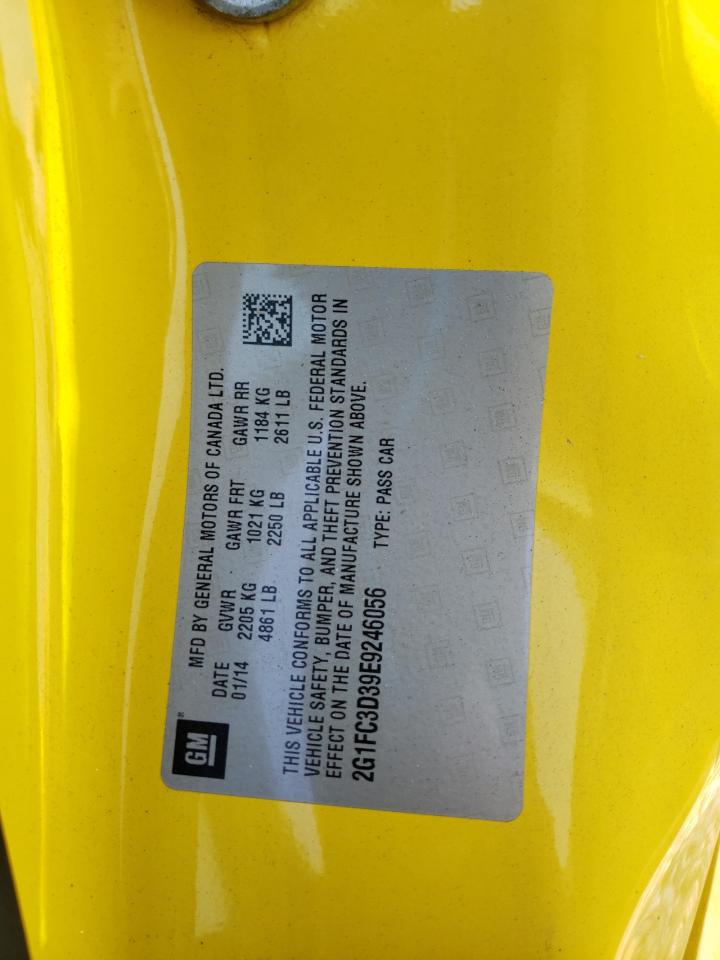 GM®
MFD BY GENERAL MOTORS OF CANADA LTD.
DATE GVWR GAWR FRT GAWR RR
01/14 2205 KG 1021 KG 1184 KG
4861 LB 2250 LB 2611 LB
THIS VEHICLE CONFORMS TO ALL APPLICABLE U.S. FEDERAL MOTOR
VEHICLE SAFETY, BUMPER, AND THEFT PREVENTION STANDARDS IN
EFFECT ON THE DATE OF MANUFACTURE SHOWN ABOVE.
2G1FC3D39E9246056 TYPE: PASS CAR